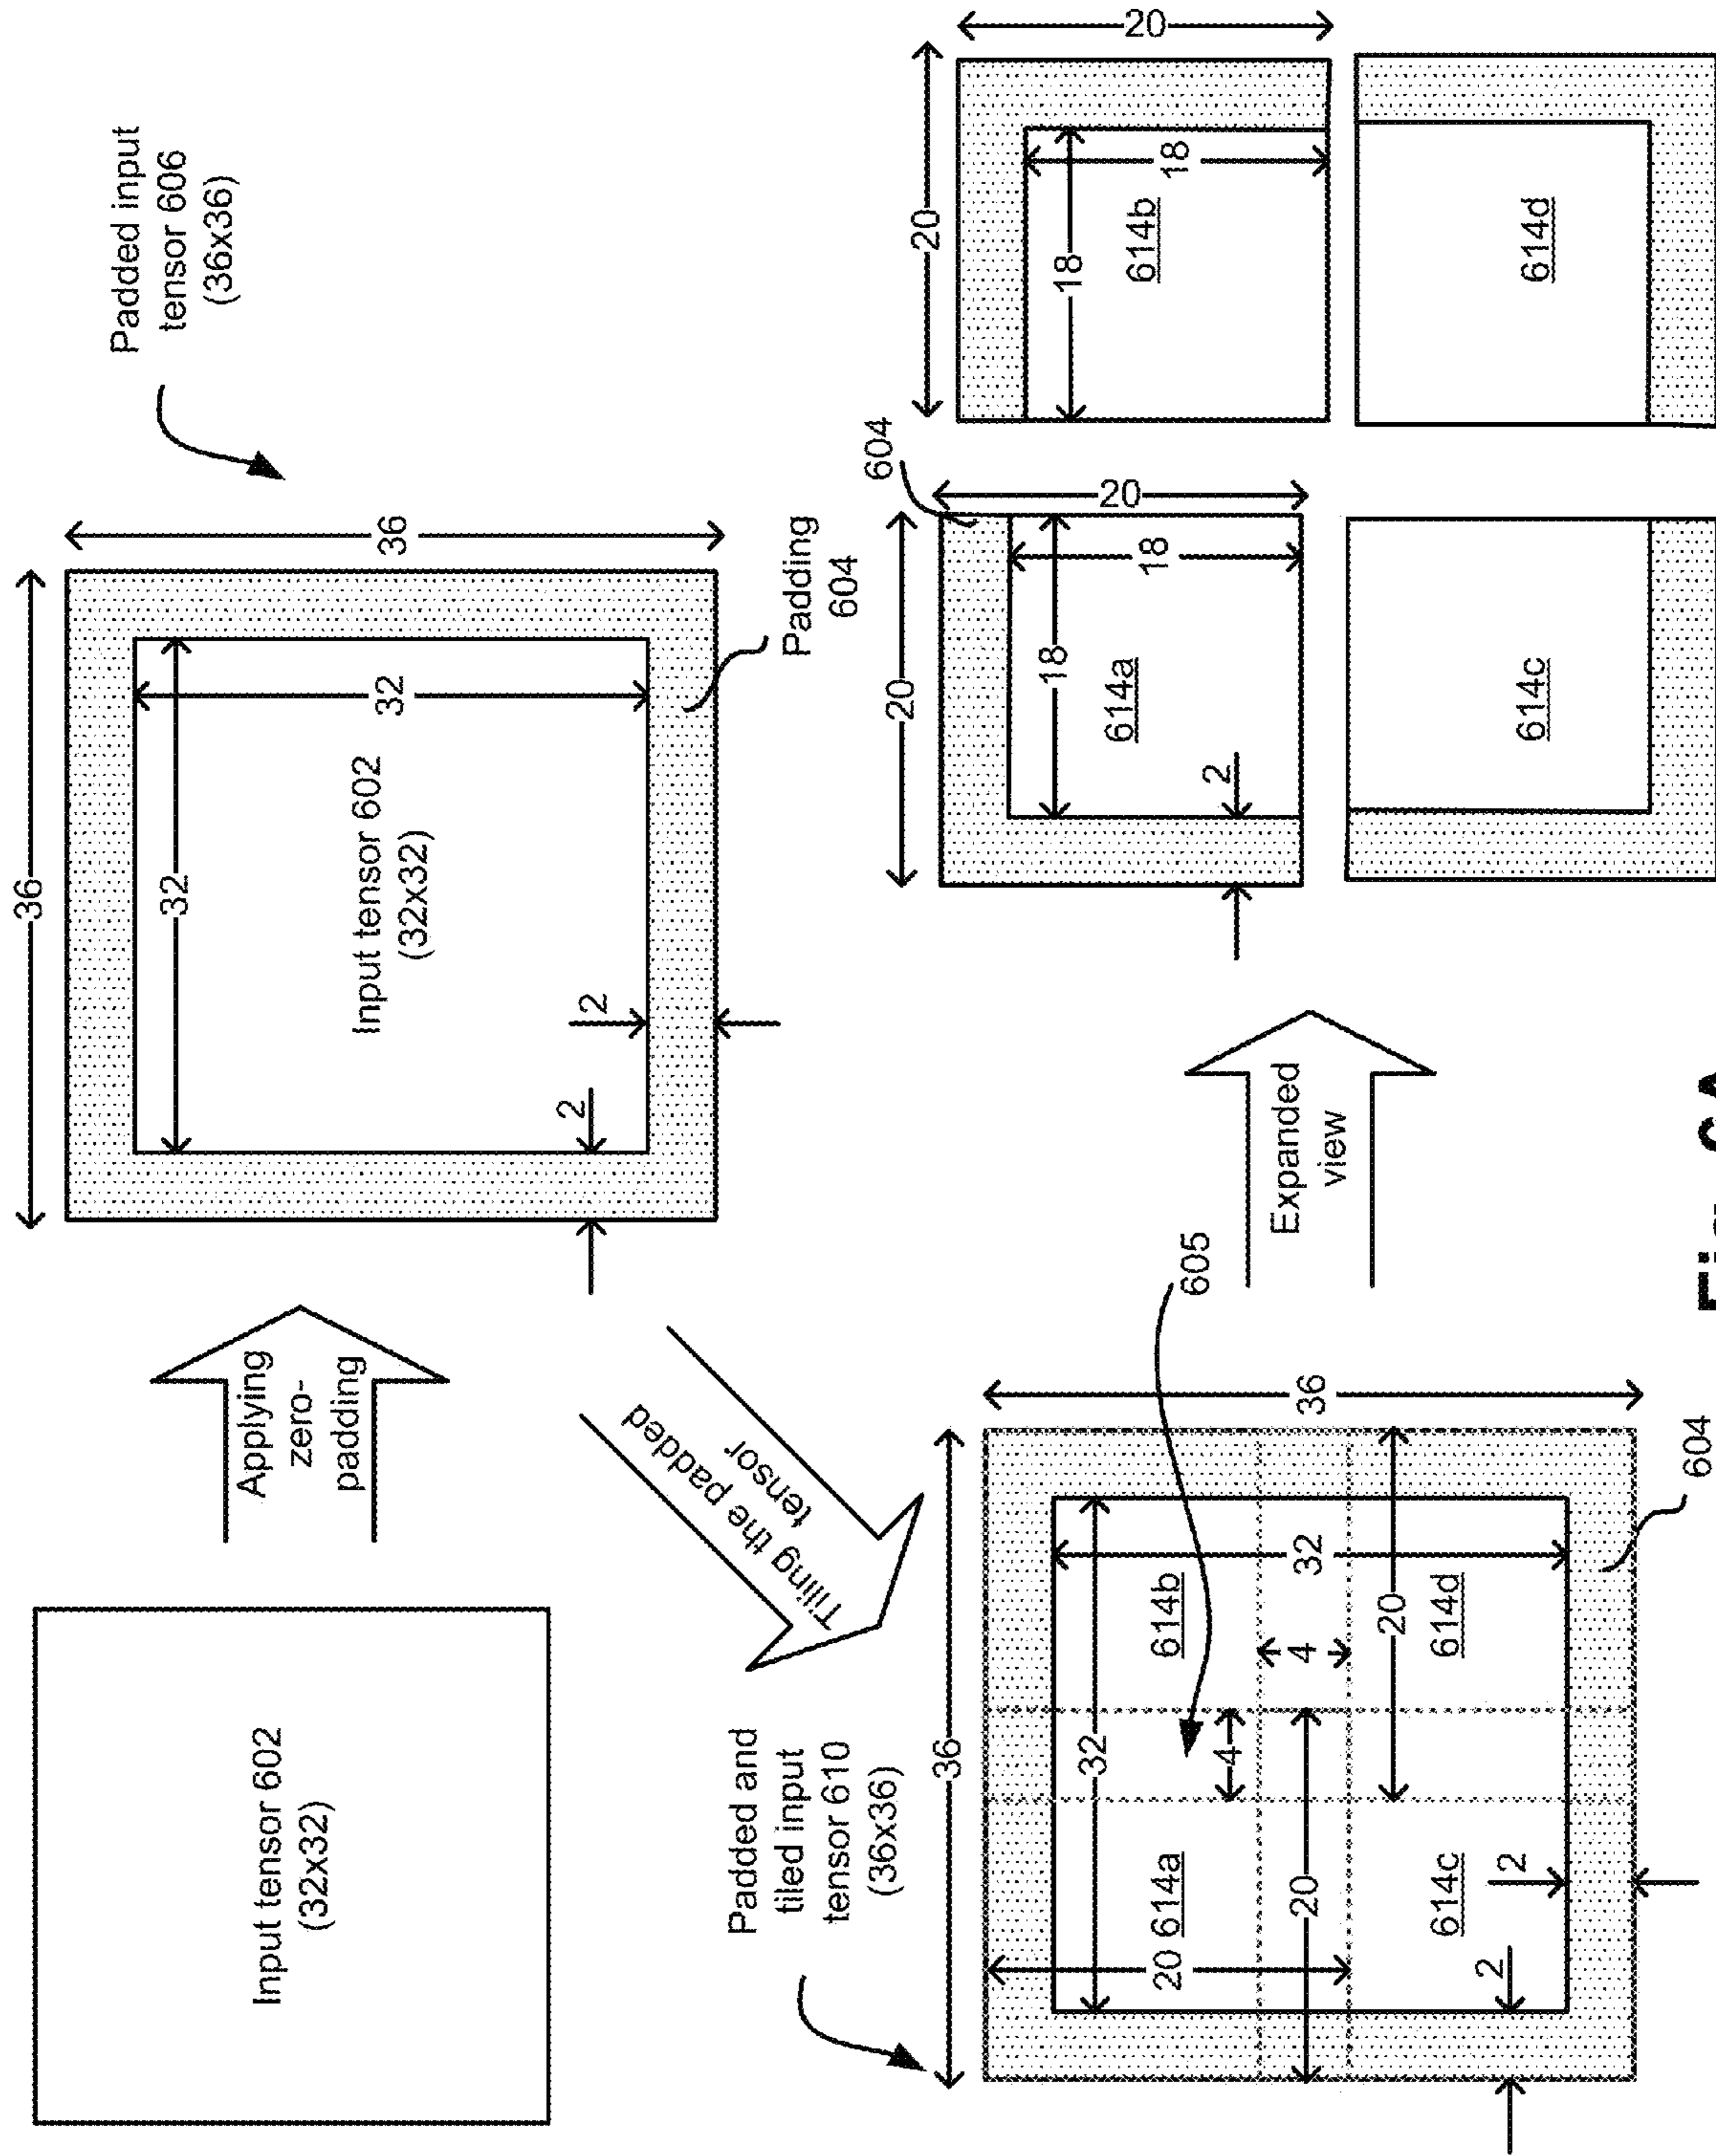 Input tensor 602
(32x32)
Applying
zero-
padding
36
32
Input tensor 602
(32x32)
32
36
2
2
Padding
604
Padded input
tensor 606
(36x36)
Tiling the padded
tensor
Padded and
tiled input
tensor 610
(36x36)
36
32
20
614a
614b
4
605
4
32
36
20
20
614c
614d
2
2
604
Expanded
view
20
604
18
614a
18
20
2
20
18
614b
18
20
614c
614d
Fig. 6A